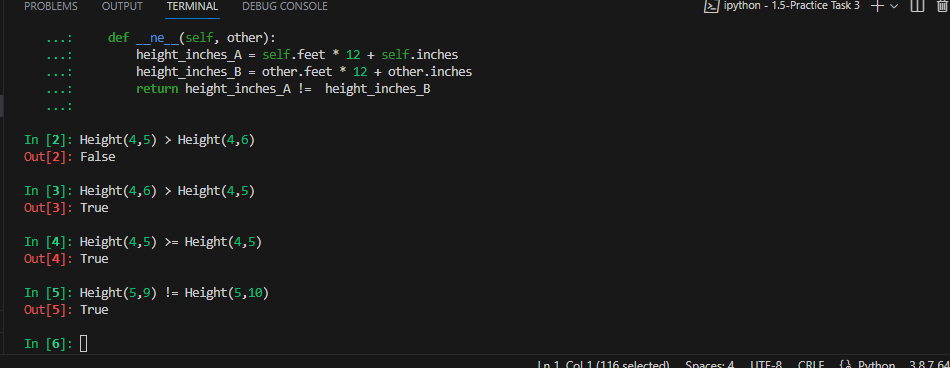 PROBLEMS OUTPUT TERMINAL DEBUG CONSOLE ipython - 1.5-Practice Task 3
...: def __ne__(self, other):
...: height_inches_A = self.feet * 12 + self.inches
...: height_inches_B = other.feet * 12 + other.inches
...: return height_inches_A !=  height_inches_B
...:
In [2]: Height(4,5) > Height(4,6)
Out[2]: False
In [3]: Height(4,6) > Height(4,5)
Out[3]: True
In [4]: Height(4,5) >= Height(4,5)
Out[4]: True
In [5]: Height(5,9) != Height(5,10)
Out[5]: True
In [6]:
Ln 1, Col 1 (116 selected) Spaces: 4 UTF-8 CRLF Python 3.8.7 64